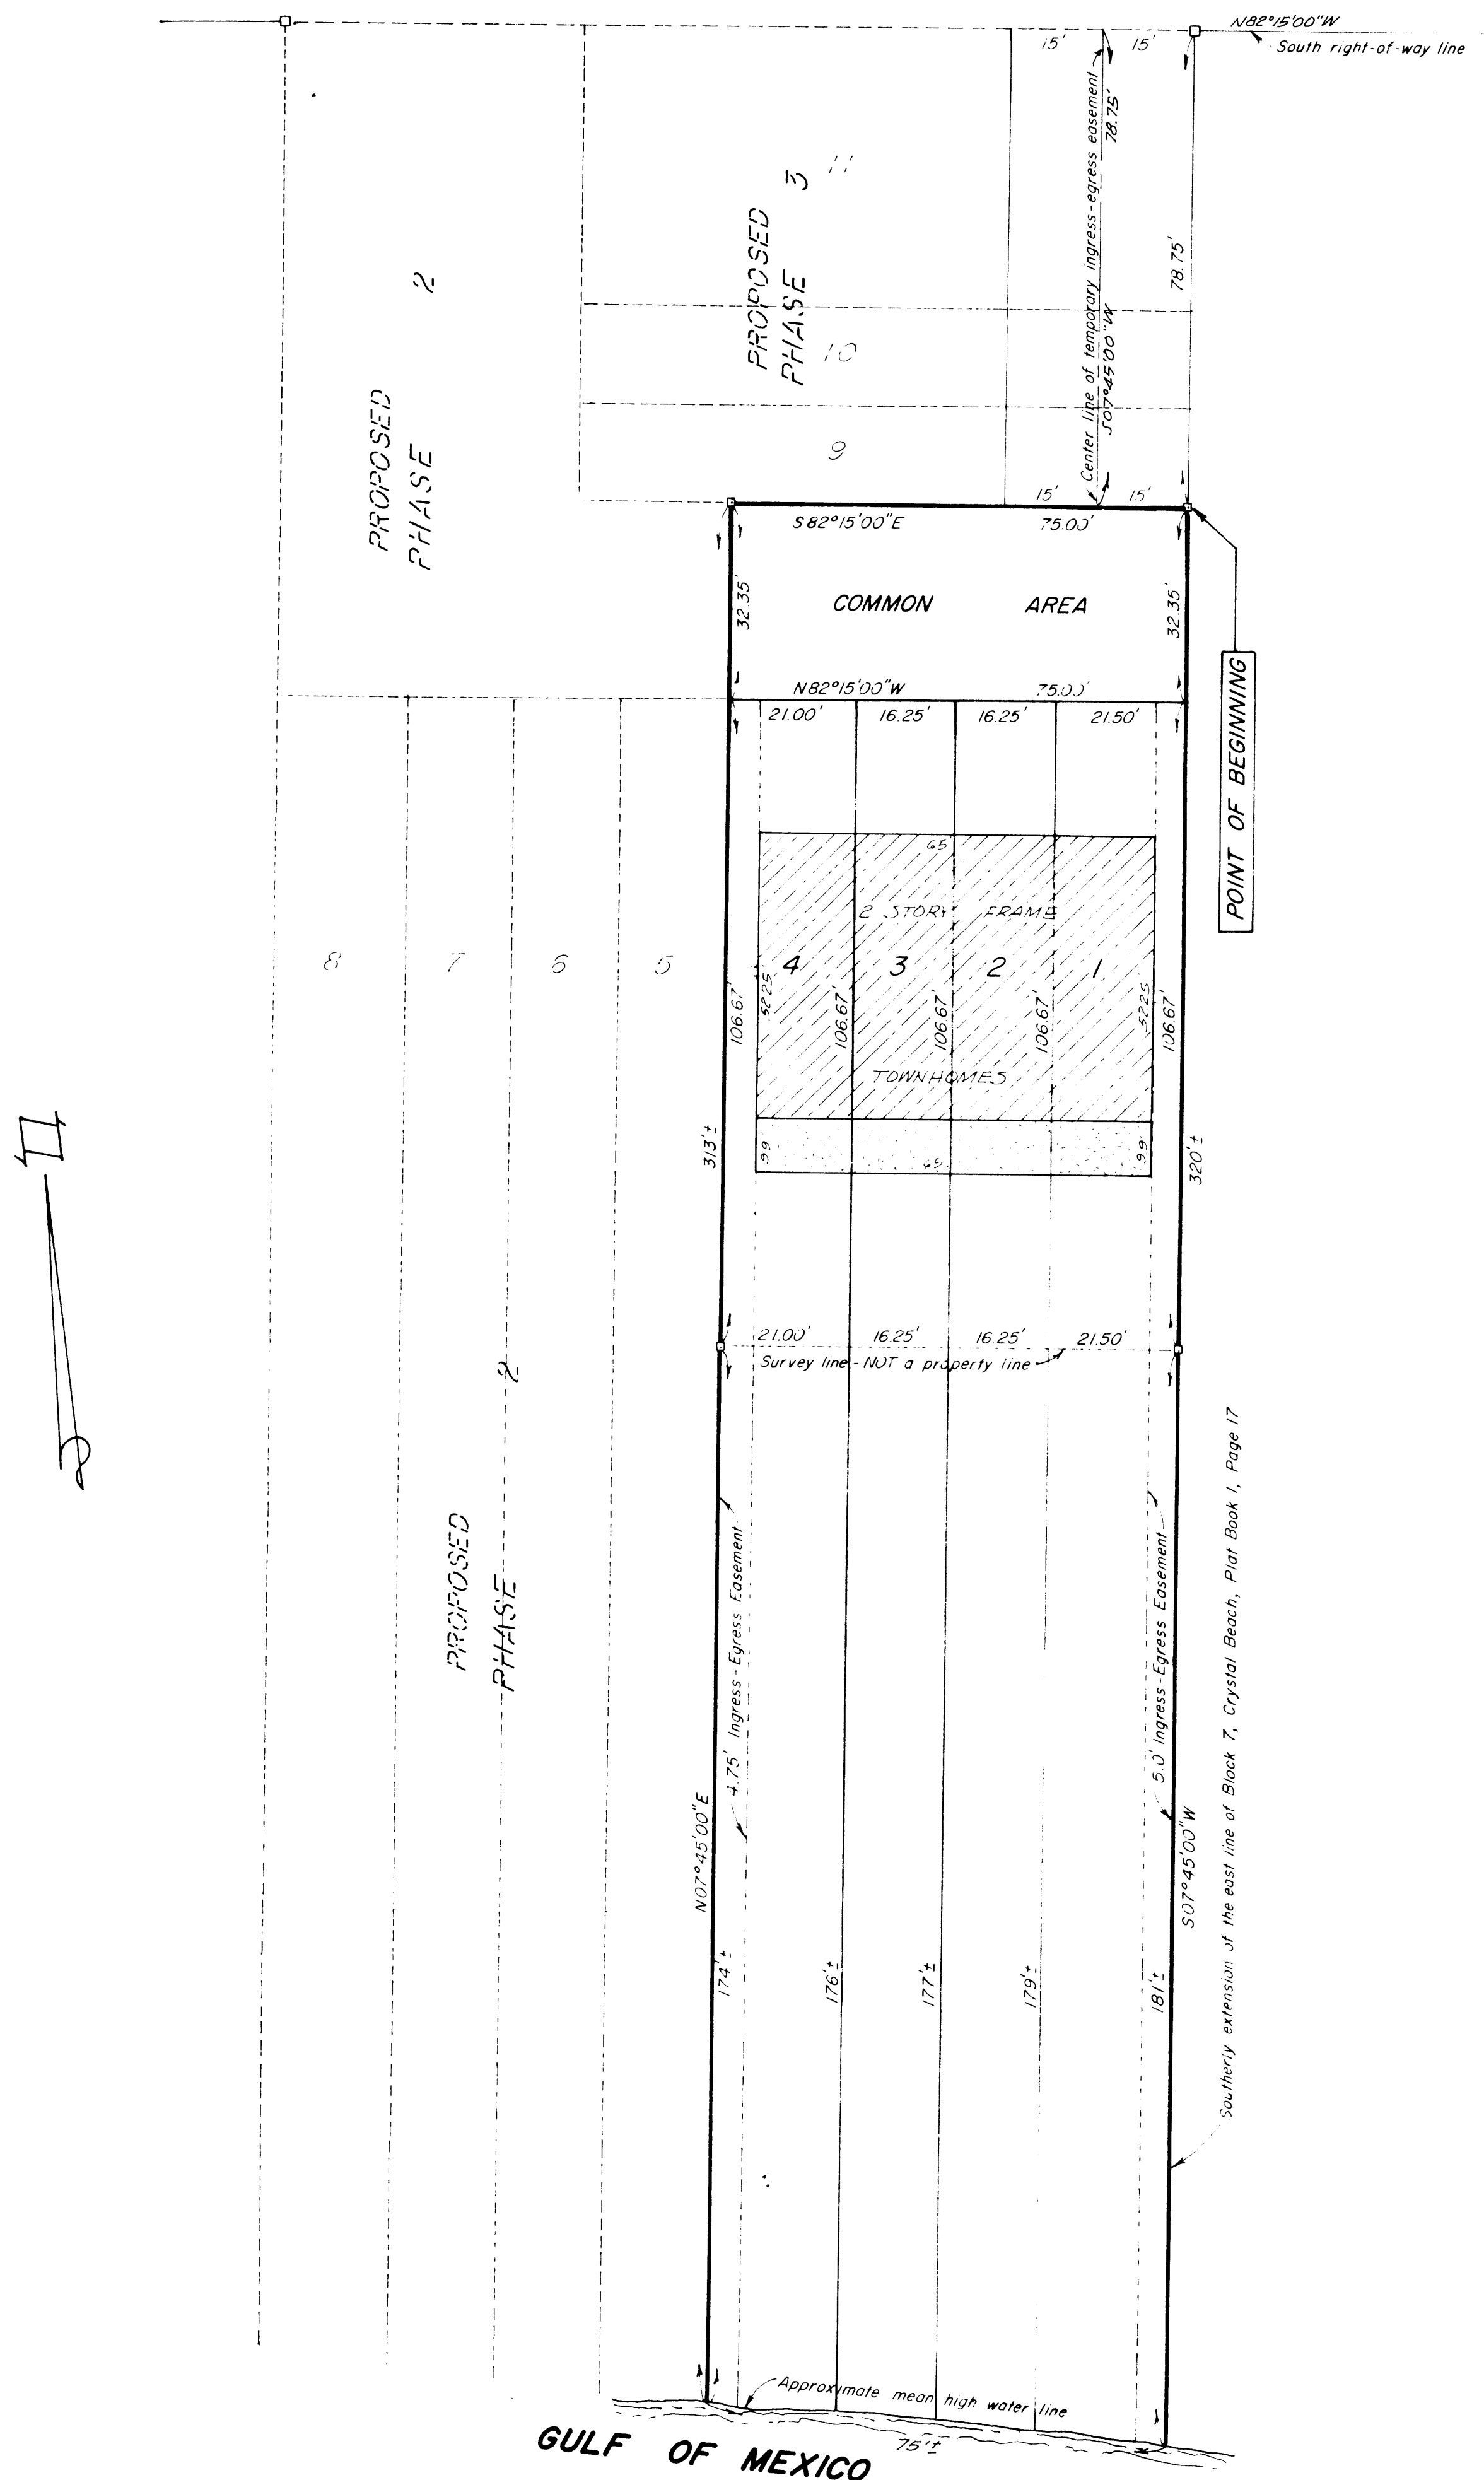 N82°15'00"W
South right-of-way line
15'
15'
Center line of temporary ingress-egress easement
78.75'
S07°45'00"W
78.75'
PROPOSED
PHASE 3
11
10
9
PROPOSED
PHASE 2
15'
15'
S82°15'00"E
75.00'
32.35'
COMMON AREA
32.35'
POINT OF BEGINNING
N82°15'00"W
75.00'
21.00'
16.25'
16.25'
21.50'
65'
2 STORY FRAME
8
7
6
5
4
3
2
1
106.67'
52.25
106.67'
106.67'
106.67'
52.25
106.67'
TOWNHOMES
313'±
9.9
65
9.9
320'±
21.00'
16.25'
16.25'
21.50'
Survey line - NOT a property line
PROPOSED
PHASE 2
4.75' Ingress-Egress Easement
5.0' Ingress-Egress Easement
Southerly extension of the east line of Block 7, Crystal Beach, Plat Book 1, Page 17
N07°45'00"E
S07°45'00"W
174'±
176'±
177'±
179'±
181'±
Approximate mean high water line
75'±
GULF OF MEXICO